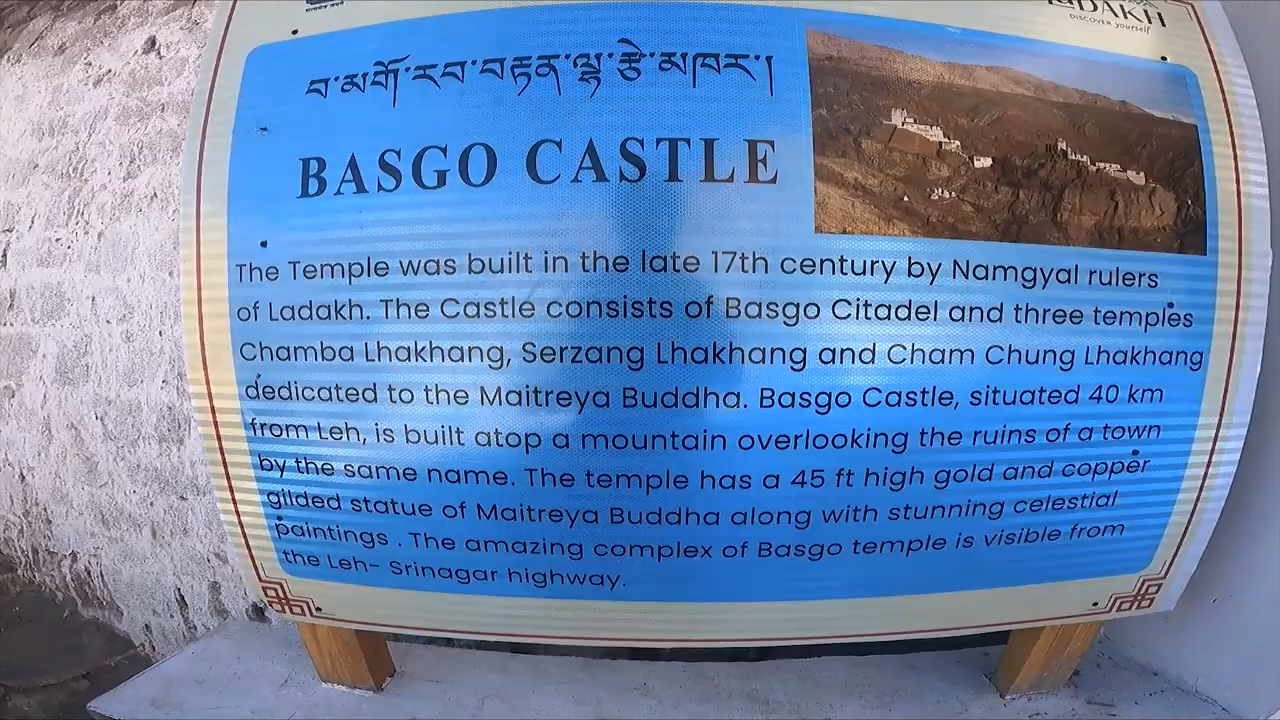 LADAKH
DISCOVER yourself
བ་མགོ་རབ་བརྟན་ལྷ་རྩེ་མཁར་།
BASGO CASTLE
The Temple was built in the late 17th century by Namgyal rulers
of Ladakh. The Castle consists of Basgo Citadel and three temples
Chamba Lhakhang, Serzang Lhakhang and Cham Chung Lhakhang
dedicated to the Maitreya Buddha. Basgo Castle, situated 40 km
from Leh, is built atop a mountain overlooking the ruins of a town
by the same name. The temple has a 45 ft high gold and copper
gilded statue of Maitreya Buddha along with stunning celestial
paintings . The amazing complex of Basgo temple is visible from
the Leh- Srinagar highway.